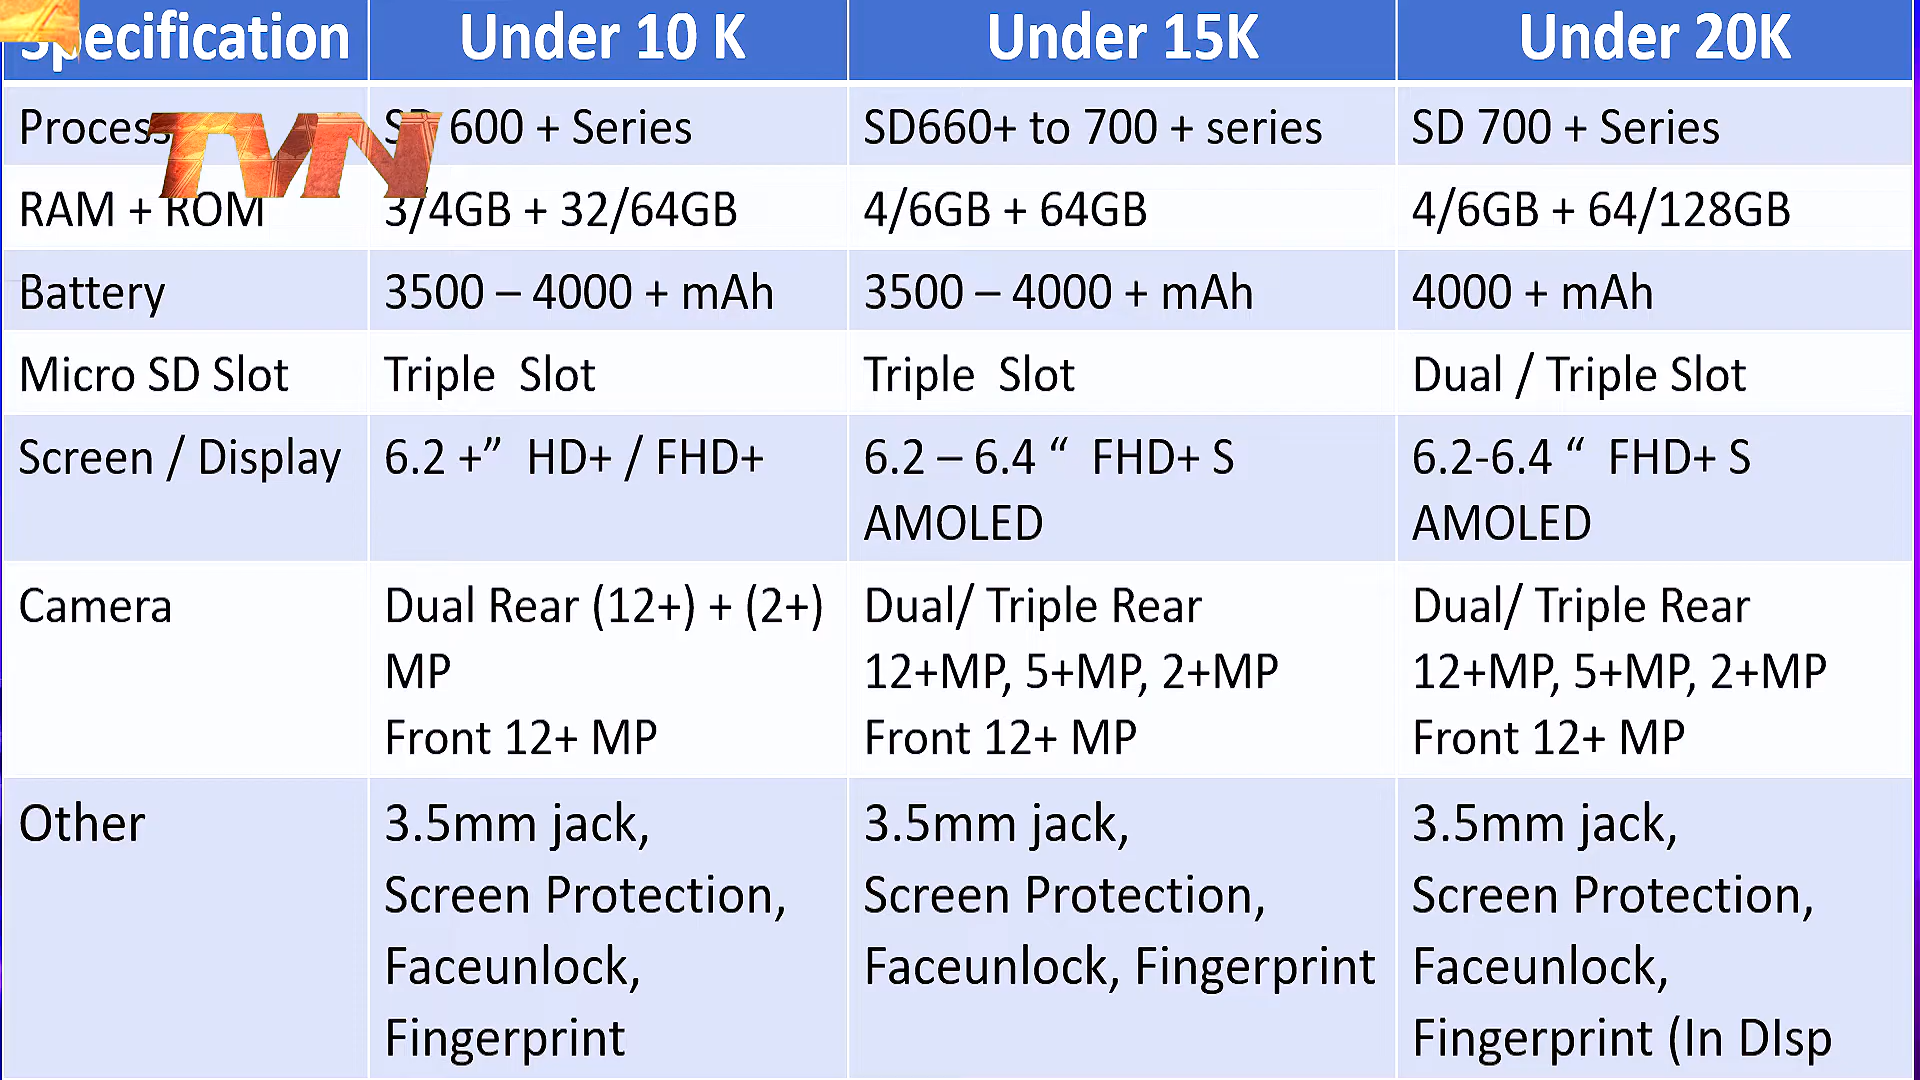 Specification Under 10 K Under 15K Under 20K
TVN
Process SD 600 + Series SD660+ to 700 + series SD 700 + Series
RAM + ROM 3/4GB + 32/64GB 4/6GB + 64GB 4/6GB + 64/128GB
Battery 3500 – 4000 + mAh 3500 – 4000 + mAh 4000 + mAh
Micro SD Slot Triple Slot Triple Slot Dual / Triple Slot
Screen / Display 6.2 +” HD+ / FHD+ 6.2 – 6.4 “ FHD+ S 6.2-6.4 “ FHD+ S
AMOLED AMOLED
Camera Dual Rear (12+) + (2+) Dual/ Triple Rear Dual/ Triple Rear
MP 12+MP, 5+MP, 2+MP 12+MP, 5+MP, 2+MP
Front 12+ MP Front 12+ MP Front 12+ MP
Other 3.5mm jack, 3.5mm jack, 3.5mm jack,
Screen Protection, Screen Protection, Screen Protection,
Faceunlock, Faceunlock, Fingerprint Faceunlock,
Fingerprint Fingerprint (In DIsp